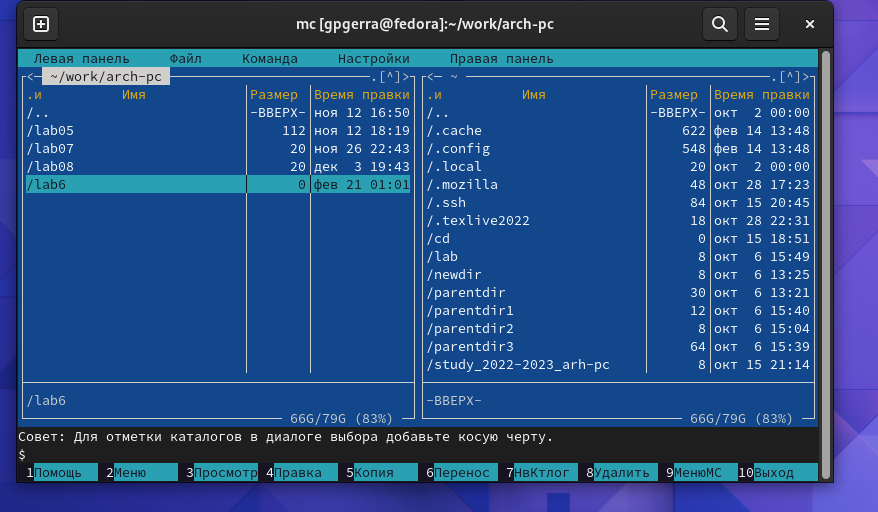 mc [gpgerra@fedora]:~/work/arch-pc
Левая панель Файл Команда Настройки Правая панель
<─ ~/work/arch-pc .[^]>
.и Имя Размер Время правки
/.. -ВВЕРХ- ноя 12 16:50
/lab05 112 ноя 12 18:19
/lab07 20 ноя 26 22:43
/lab08 20 дек 3 19:43
/lab6 0 фев 21 01:01
/lab6
66G/79G (83%)
<─ ~ .[^]>
.и Имя Размер Время правки
/.. -ВВЕРХ- окт 2 00:00
/.cache 622 фев 14 13:48
/.config 548 фев 14 13:48
/.local 20 окт 2 00:00
/.mozilla 48 окт 28 17:23
/.ssh 84 окт 15 20:45
/.texlive2022 18 окт 28 22:31
/cd 0 окт 15 18:51
/lab 8 окт 6 15:49
/newdir 8 окт 6 13:25
/parentdir 30 окт 6 13:21
/parentdir1 12 окт 6 15:40
/parentdir2 8 окт 6 15:04
/parentdir3 64 окт 6 15:39
/study_2022-2023_arh-pc 8 окт 15 21:14
-ВВЕРХ-
66G/79G (83%)
Совет: Для отметки каталогов в диалоге выбора добавьте косую черту.
$
1Помощь 2Меню 3Просмотр 4Правка 5Копия 6Перенос 7НвКтлог 8Удалить 9МенюМС 10Выход